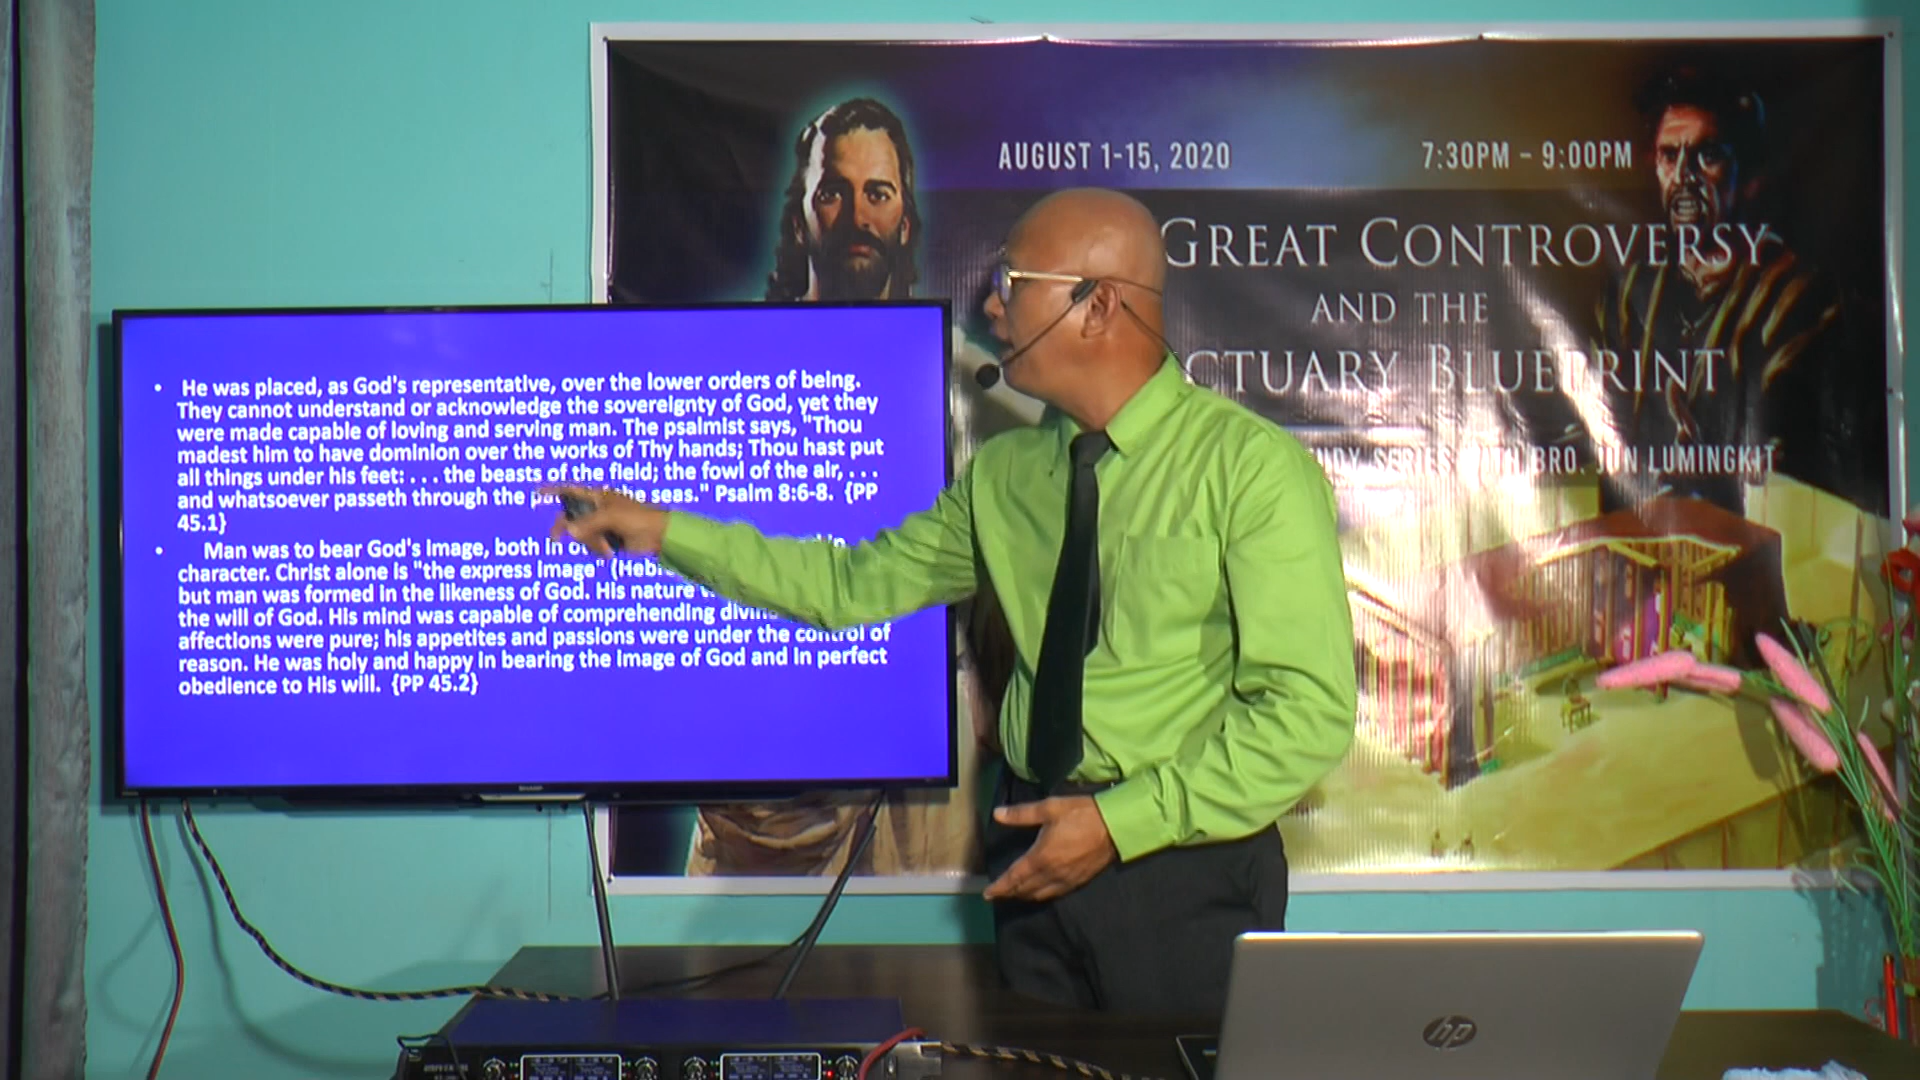 AUGUST 1-15, 2020
7:30PM - 9:00PM
GREAT CONTROVERSY
AND THE
CTUARY BLUEPRINT
SERIES BRO. JUN LUMINGKIT
• He was placed, as God's representative, over the lower orders of being.
They cannot understand or acknowledge the sovereignty of God, yet they
were made capable of loving and serving man. The psalmist says, "Thou
madest him to have dominion over the works of Thy hands; Thou hast put
all things under his feet: . . . the beasts of the field; the fowl of the air, . . .
and whatsoever passeth through the the seas." Psalm 8:6-8. {PP
45.1}
• Man was to bear God's image, both in in
character. Christ alone is "the express image" (Hebr
but man was formed in the likeness of God. His nature
the will of God. His mind was capable of comprehending
affections were pure; his appetites and passions were under the control of
reason. He was holy and happy in bearing the image of God and in perfect
obedience to His will. {PP 45.2}
SHARP
hp